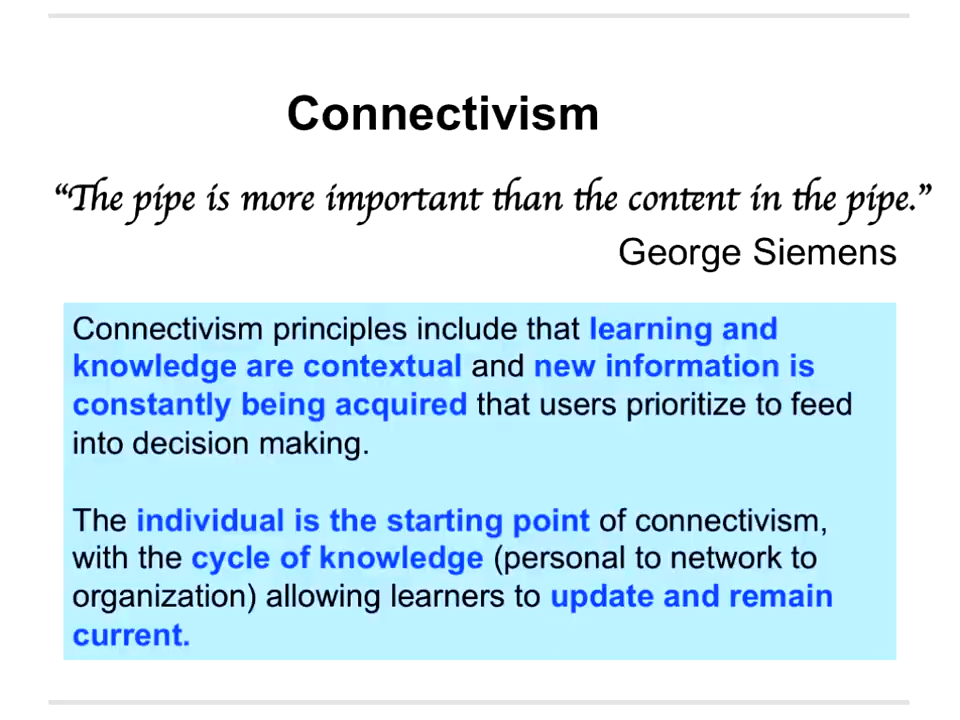 Connectivism
“The pipe is more important than the content in the pipe.”
George Siemens
Connectivism principles include that learning and
knowledge are contextual and new information is
constantly being acquired that users prioritize to feed
into decision making.
The individual is the starting point of connectivism,
with the cycle of knowledge (personal to network to
organization) allowing learners to update and remain
current.